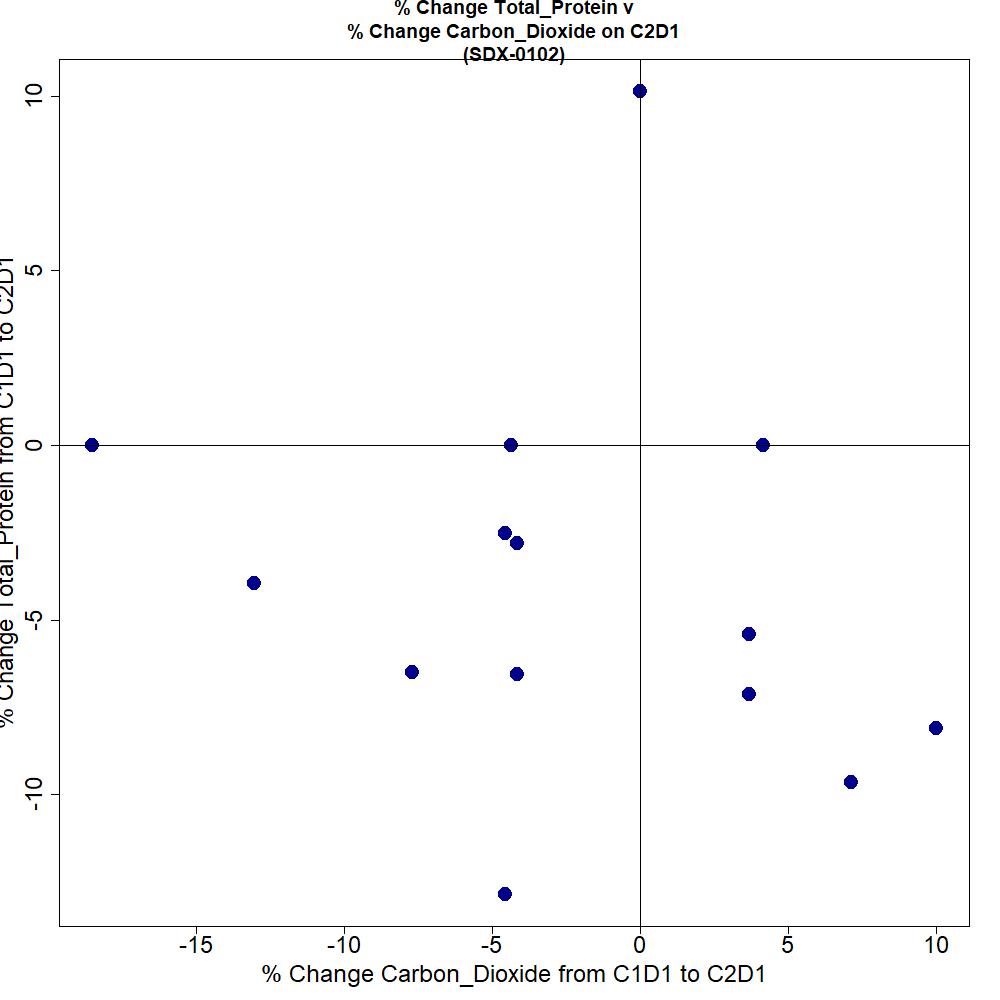 % Change Total_Protein v
% Change Carbon_Dioxide on C2D1
(SDX-0102)
% Change Total_Protein from C1D1 to C2D1
10
5
0
-5
-10
-15
-10
-5
0
5
10
% Change Carbon_Dioxide from C1D1 to C2D1